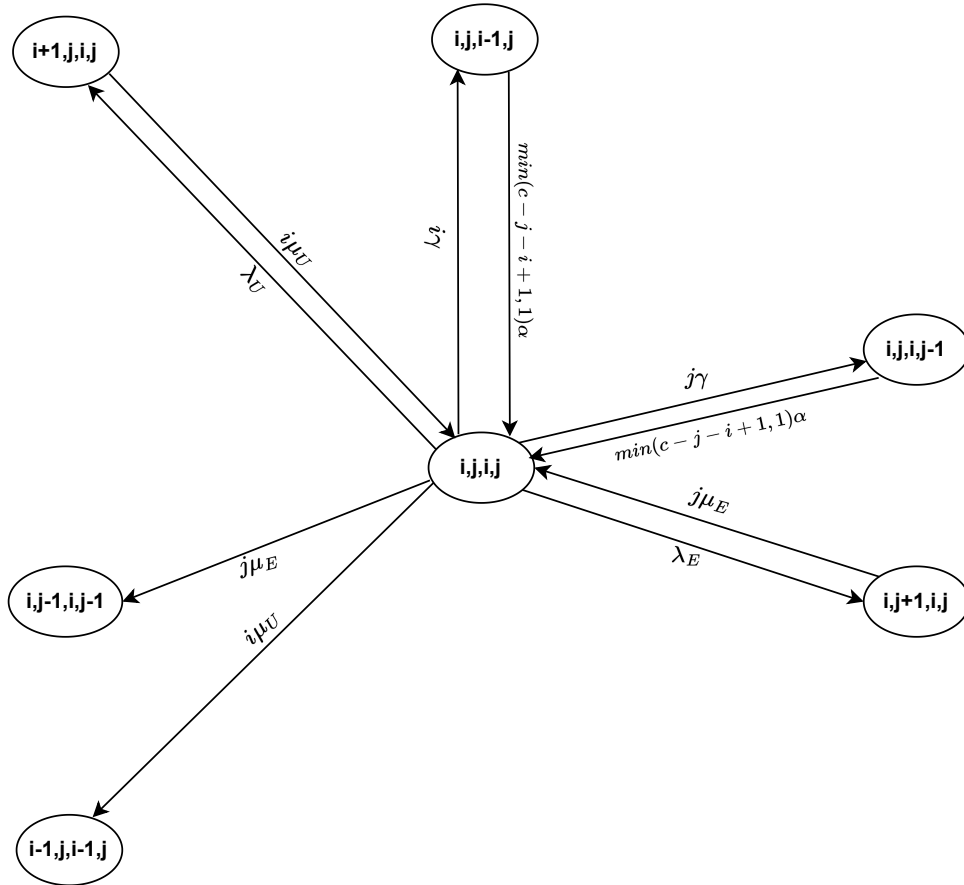 i+1,j,i,j
i,j,i-1,j
iμ_U
λ_U
iγ
min(c − j − i + 1, 1)α
i,j,i,j-1
jγ
min(c − j − i + 1, 1)α
i,j,i,j
jμ_E
λ_E
jμ_E
i,j-1,i,j-1
i,j+1,i,j
iμ_U
i-1,j,i-1,j